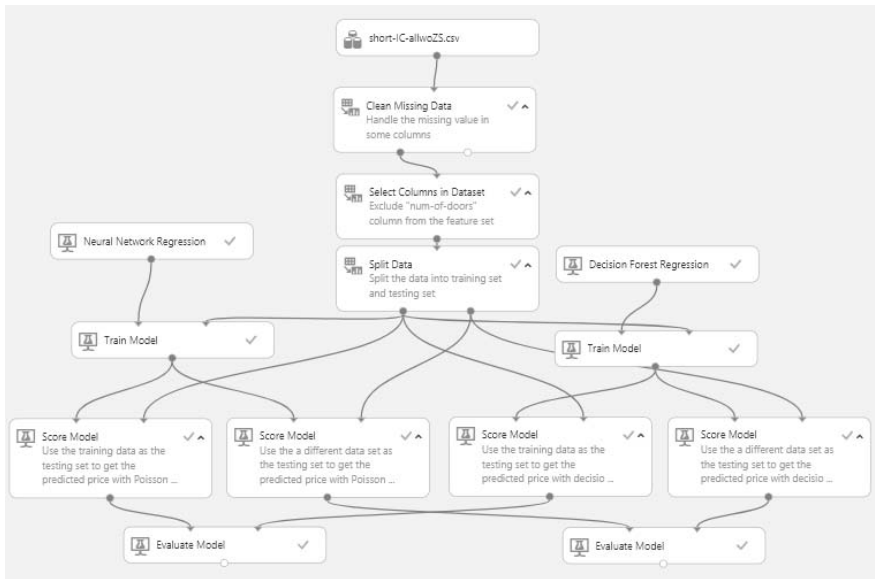 short-IC-allwoZS.csv
Clean Missing Data
Handle the missing value in
some columns
Select Columns in Dataset
Exclude "num-of-doors"
column from the feature set
Neural Network Regression
Split Data
Split the data into training set
and testing set
Decision Forest Regression
Train Model
Train Model
Score Model
Use the training data as the
testing set to get the
predicted price with Poisson ...
Score Model
Use the a different data set as
the testing set to get the
predicted price with Poisson ...
Score Model
Use the training data as the
testing set to get the
predicted price with decisio ...
Score Model
Use the a different data set as
the testing set to get the
predicted price with decisio ...
Evaluate Model
Evaluate Model